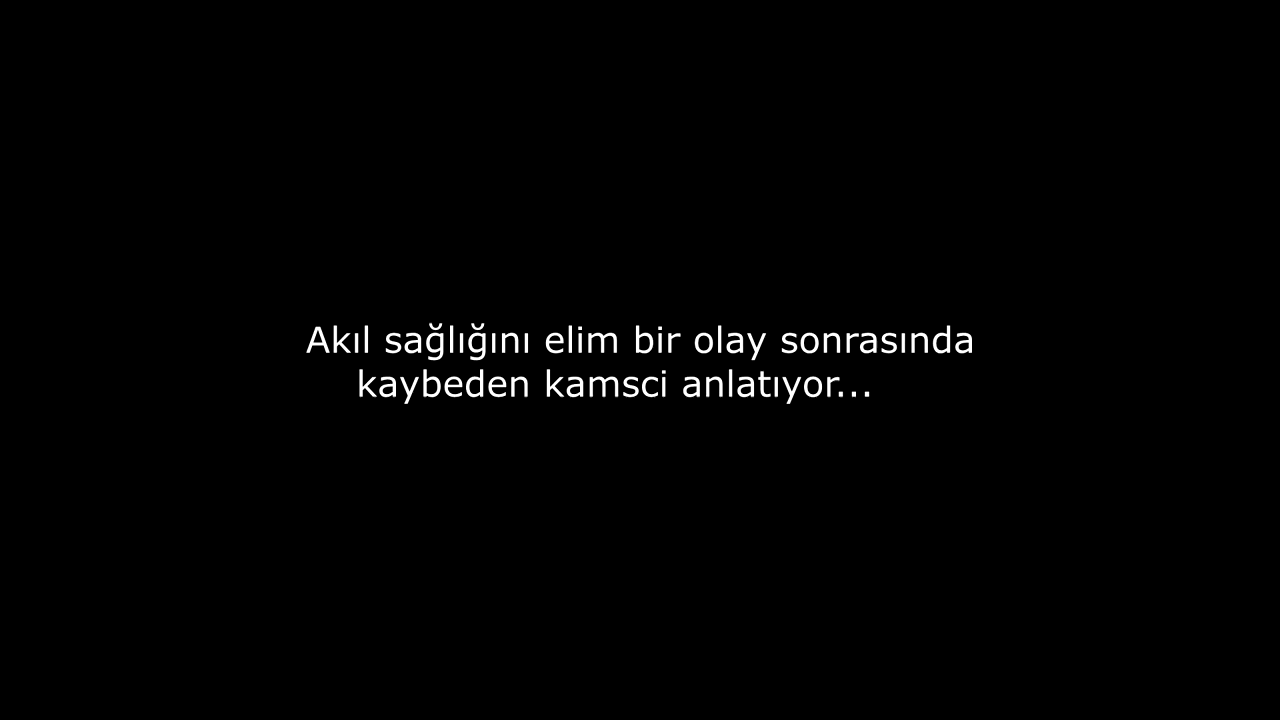 Akıl sağlığını elim bir olay sonrasında
kaybeden kamsci anlatıyor...